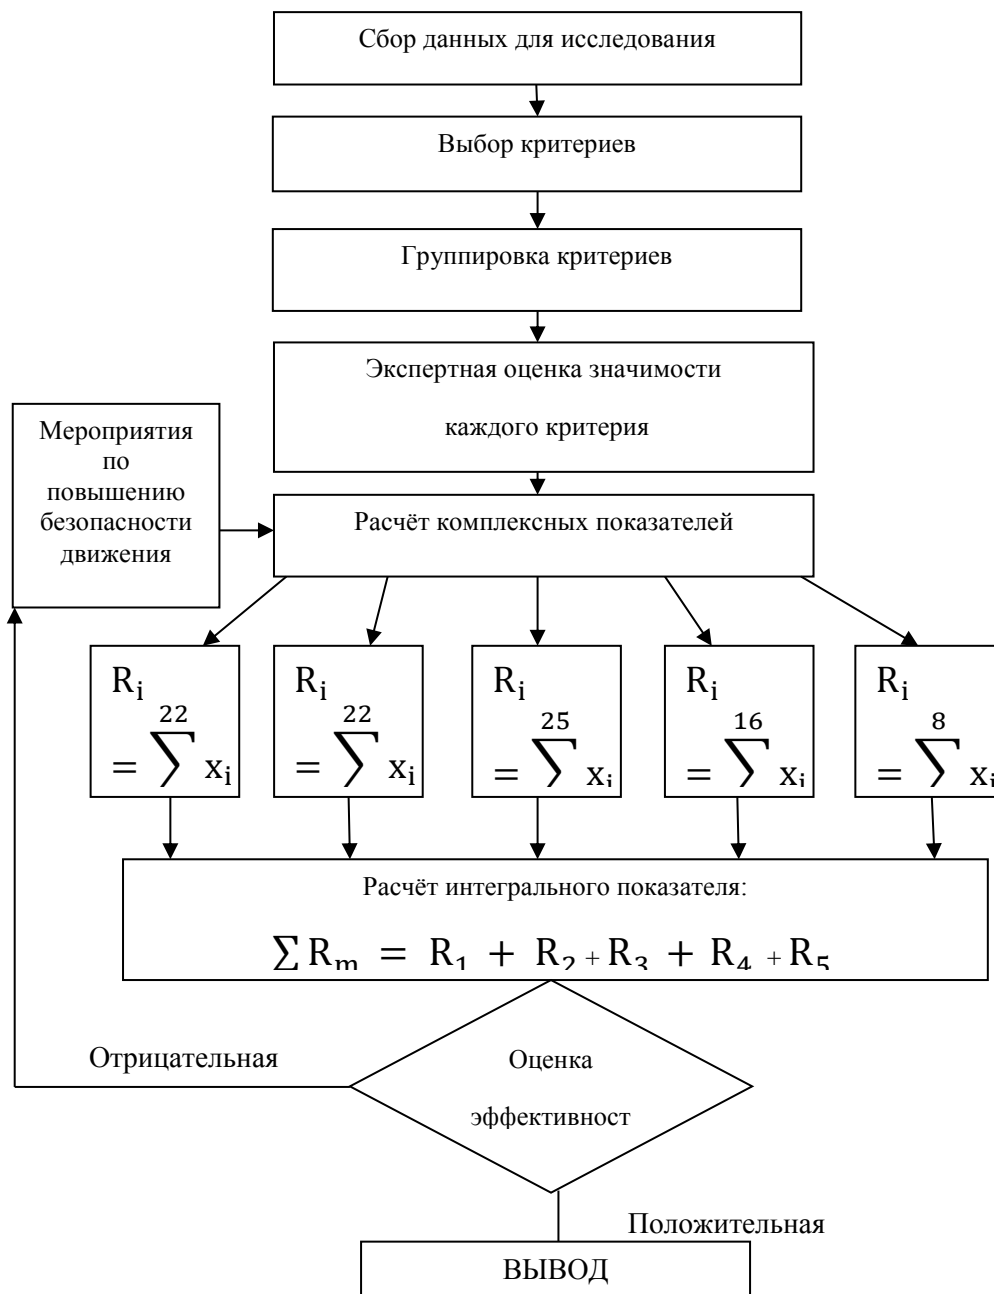 Сбор данных для исследования
Выбор критериев
Группировка критериев
Экспертная оценка значимости
каждого критерия
Мероприятия
по
повышению
безопасности
движения
Расчёт комплексных показателей
R_i
= ∑^22 x_i
R_i
= ∑^22 x_i
R_i
= ∑^25 x_i
R_i
= ∑^16 x_i
R_i
= ∑^8 x_i
Расчёт интегрального показателя:
∑ R_m = R_1 + R_2 + R_3 + R_4 + R_5
Отрицательная
Оценка
эффективност
Положительная
ВЫВОД